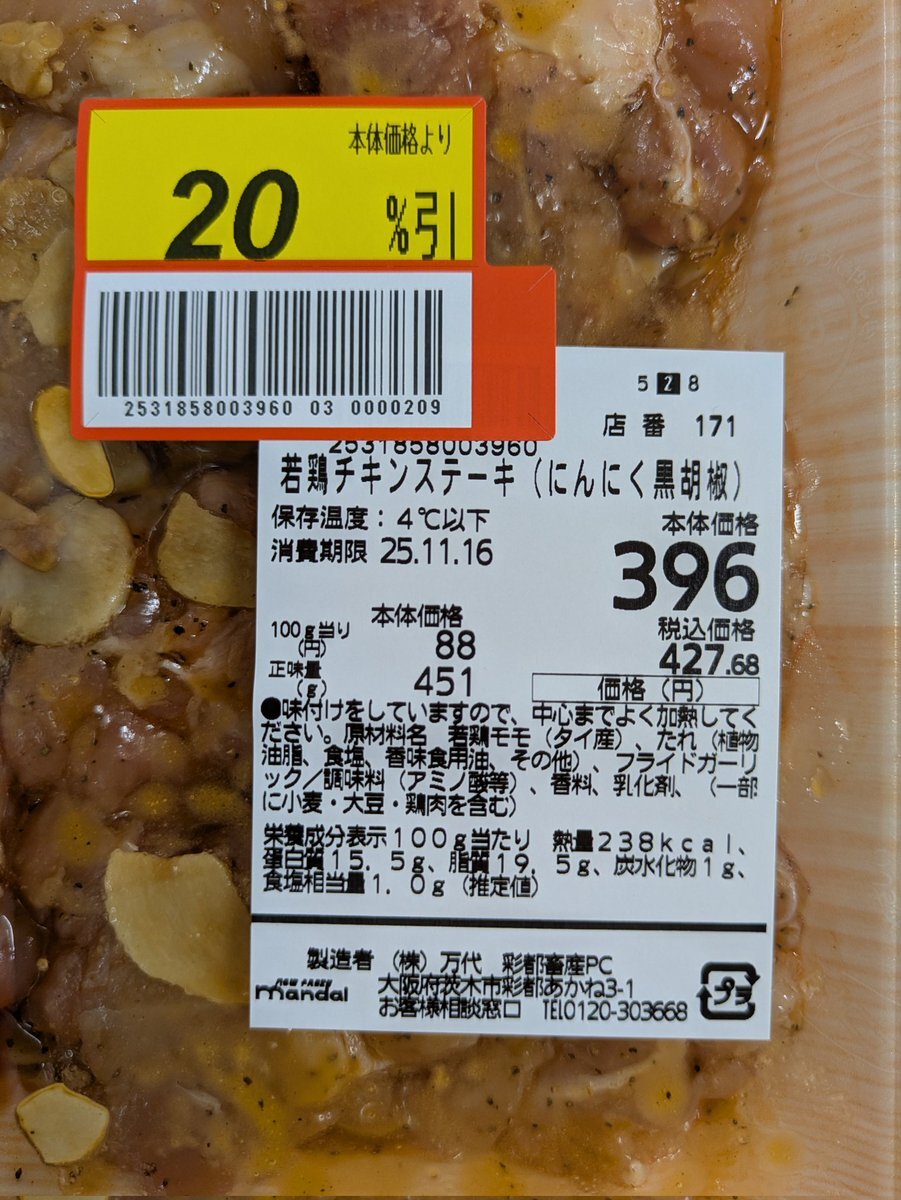 本体価格より
20 %引
2531858003960 03 0000209
5 2 8
店番 171
2531858003960
若鶏チキンステーキ(にんにく黒胡椒)
保存温度:4℃以下
消費期限 25.11.16
本体価格
396
税込価格
427.68
価格(円)
本体価格
100g当り(円) 88
正味量(g) 451
●味付けをしていますので、中心までよく加熱してく
ださい。原材料名 若鶏モモ(タイ産)、たれ(植物
油脂、食塩、香味食用油、その他)、フライドガーリ
ック/調味料(アミノ酸等)、香料、乳化剤、(一部
に小麦・大豆・鶏肉を含む)
栄養成分表示100g当たり 熱量238kcal、
蛋白質15.5g、脂質19.5g、炭水化物1g、
食塩相当量1.0g(推定値)
製造者 (株)万代 彩都畜産PC
大阪府茨木市彩都あかね3-1
お客様相談窓口 TEL0120-303668
mandai
プラ